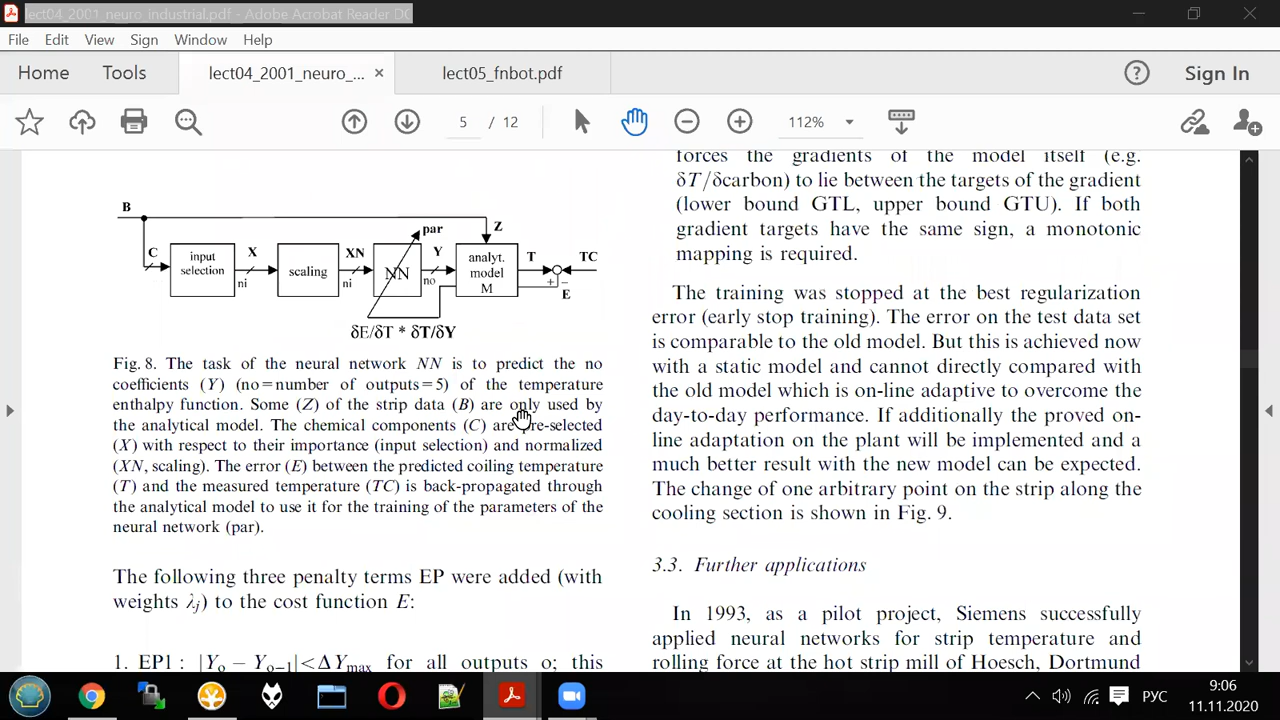 lect04_2001_neuro_industrial.pdf - Adobe Acrobat Reader DC
File Edit View Sign Window Help
Home Tools lect04_2001_neuro_... × lect05_fnbot.pdf Sign In
5 / 12 112%
B
Z
par
C X XN Y T TC
input selection
scaling
NN
analyt. model M
ni ni no + − E
δE/δT * δT/δY
Fig. 8. The task of the neural network NN is to predict the no
coefficients (Y) (no=number of outputs=5) of the temperature
enthalpy function. Some (Z) of the strip data (B) are only used by
the analytical model. The chemical components (C) are pre-selected
(X) with respect to their importance (input selection) and normalized
(XN, scaling). The error (E) between the predicted coiling temperature
(T) and the measured temperature (TC) is back-propagated through
the analytical model to use it for the training of the parameters of the
neural network (par).
The following three penalty terms EP were added (with
weights λj) to the cost function E:
1. EP1 : |Yo − Yo−1|<ΔYmax for all outputs o; this
forces the gradients of the model itself (e.g.
δT/δcarbon) to lie between the targets of the gradient
(lower bound GTL, upper bound GTU). If both
gradient targets have the same sign, a monotonic
mapping is required.
The training was stopped at the best regularization
error (early stop training). The error on the test data set
is comparable to the old model. But this is achieved now
with a static model and cannot directly compared with
the old model which is on-line adaptive to overcome the
day-to-day performance. If additionally the proved on-
line adaptation on the plant will be implemented and a
much better result with the new model can be expected.
The change of one arbitrary point on the strip along the
cooling section is shown in Fig. 9.
3.3. Further applications
In 1993, as a pilot project, Siemens successfully
applied neural networks for strip temperature and
rolling force at the hot strip mill of Hoesch, Dortmund
РУС
9:06
11.11.2020